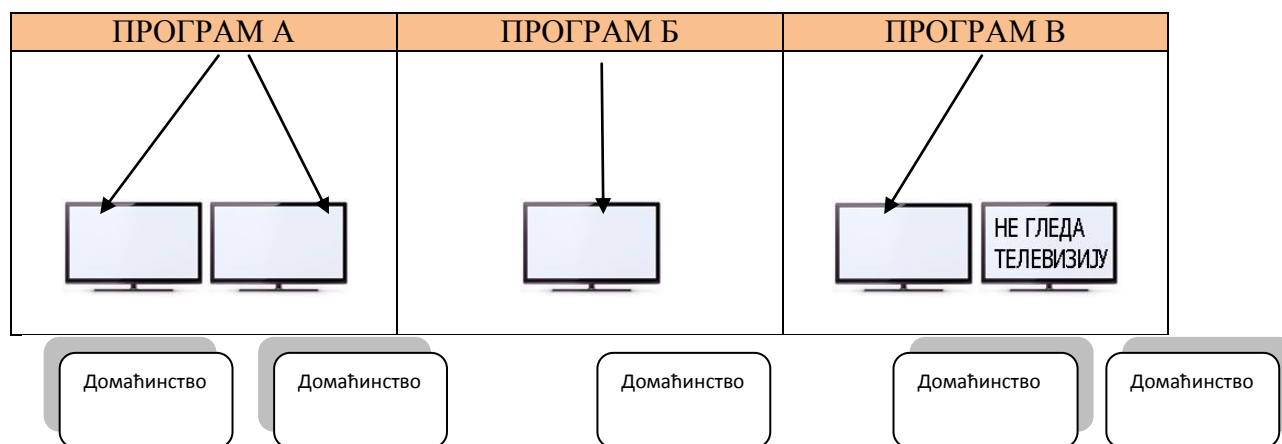 ПРОГРАМ А
ПРОГРАМ Б
ПРОГРАМ В
НЕ ГЛЕДА
ТЕЛЕВИЗИЈУ
Домаћинство
Домаћинство
Домаћинство
Домаћинство
Домаћинство